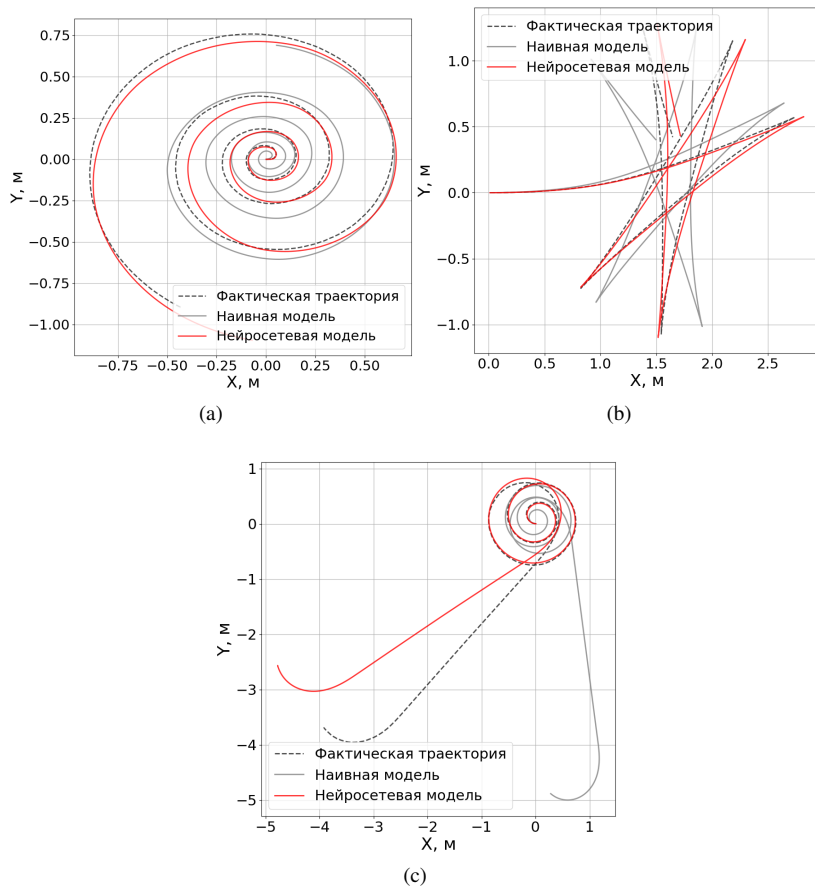 0.75
0.50
0.25
0.00
−0.25
−0.50
−0.75
−1.00
Y, м
Фактическая траектория
Наивная модель
Нейросетевая модель
−0.75 −0.50 −0.25 0.00 0.25 0.50
X, м
(a)
1.0
0.5
0.0
−0.5
−1.0
Y, м
Фактическая траектория
Наивная модель
Нейросетевая модель
0.0 0.5 1.0 1.5 2.0 2.5
X, м
(b)
1
0
−1
−2
−3
−4
−5
Y, м
Фактическая траектория
Наивная модель
Нейросетевая модель
−5 −4 −3 −2 −1 0 1
X, м
(c)